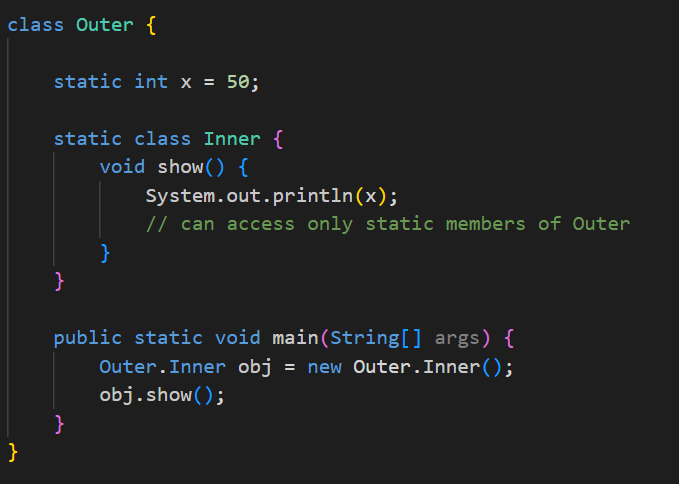 class Outer {
static int x = 50;
static class Inner {
void show() {
System.out.println(x);
// can access only static members of Outer
}
}
public static void main(String[] args) {
Outer.Inner obj = new Outer.Inner();
obj.show();
}
}